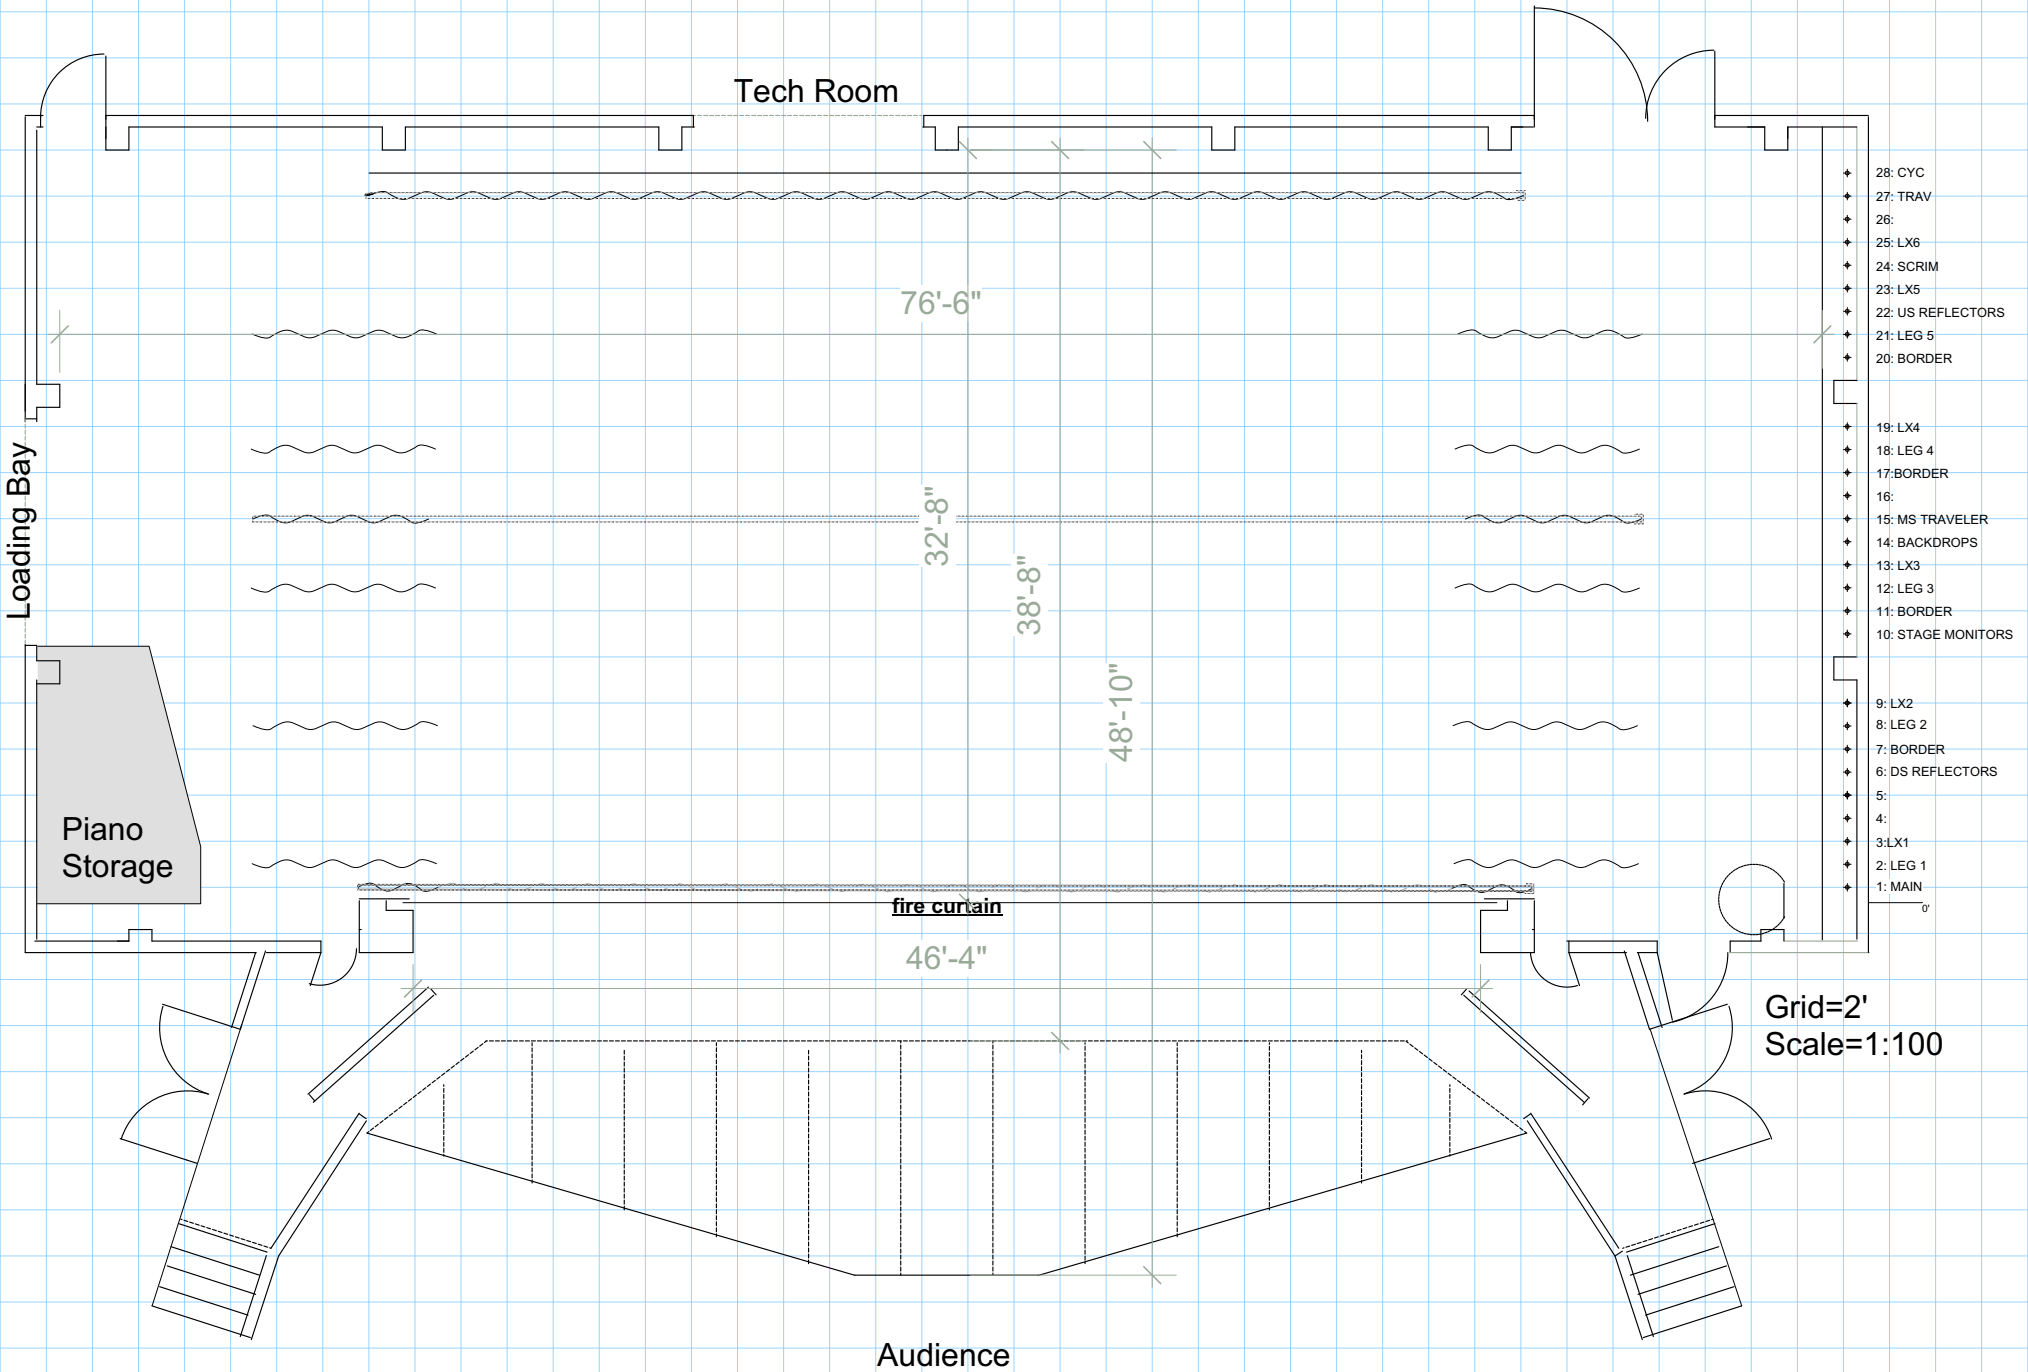 Tech Room
28: CYC
27: TRAV
26:
25: LX6
24: SCRIM
23: LX5
22: US REFLECTORS
21: LEG 5
20: BORDER
19: LX4
18: LEG 4
17:BORDER
16:
15: MS TRAVELER
14: BACKDROPS
13: LX3
12: LEG 3
11: BORDER
10: STAGE MONITORS
9: LX2
8: LEG 2
7: BORDER
6: DS REFLECTORS
5:
4:
3:LX1
2: LEG 1
1: MAIN
0'
76'-6"
Loading Bay
32'-8"
38'-8"
48'-10"
Piano
Storage
fire curtain
46'-4"
Grid=2'
Scale=1:100
Audience